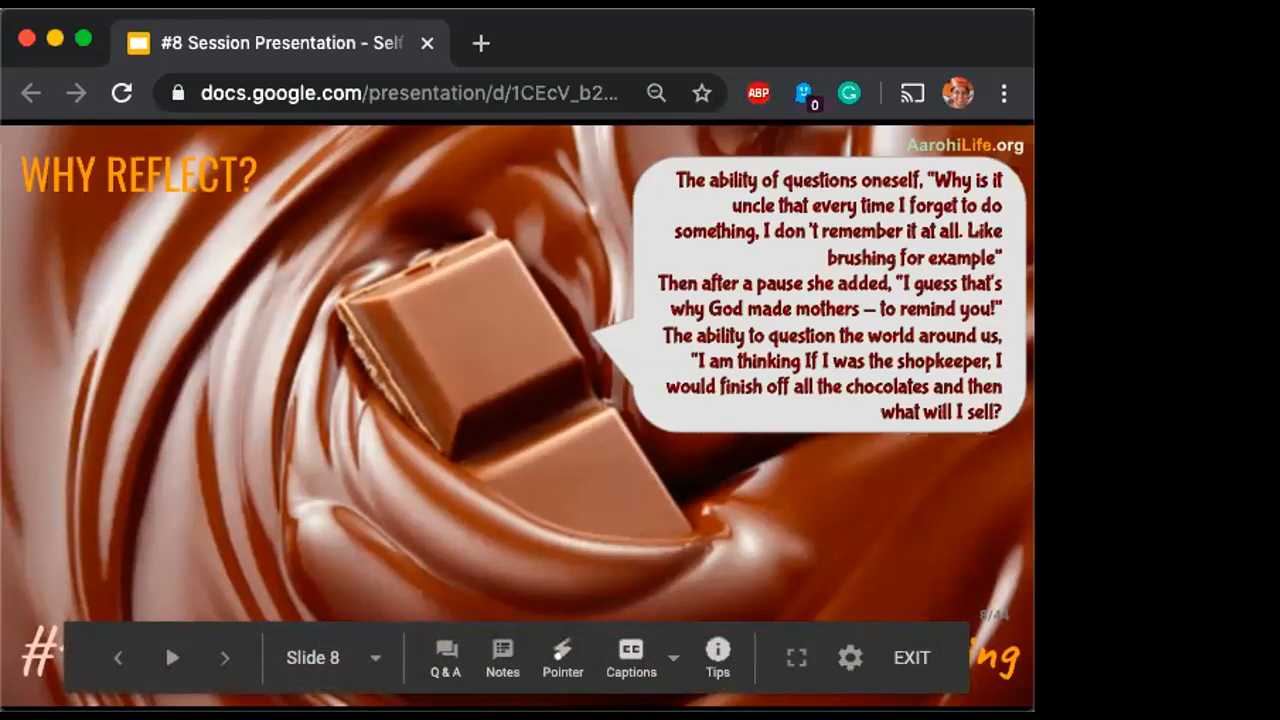 #8 Session Presentation - Self
docs.google.com/presentation/d/1CEcV_b2...
ABP
0
AarohiLife.org
WHY REFLECT?
The ability of questions oneself, "Why is it
uncle that every time I forget to do
something, I don't remember it at all. Like
brushing for example"
Then after a pause she added, "I guess that's
why God made mothers – to remind you!"
The ability to question the world around us,
"I am thinking If I was the shopkeeper, I
would finish off all the chocolates and then
what will I sell?
#
ing
Slide 8
Q & A
Notes
Pointer
CC
Captions
Tips
EXIT